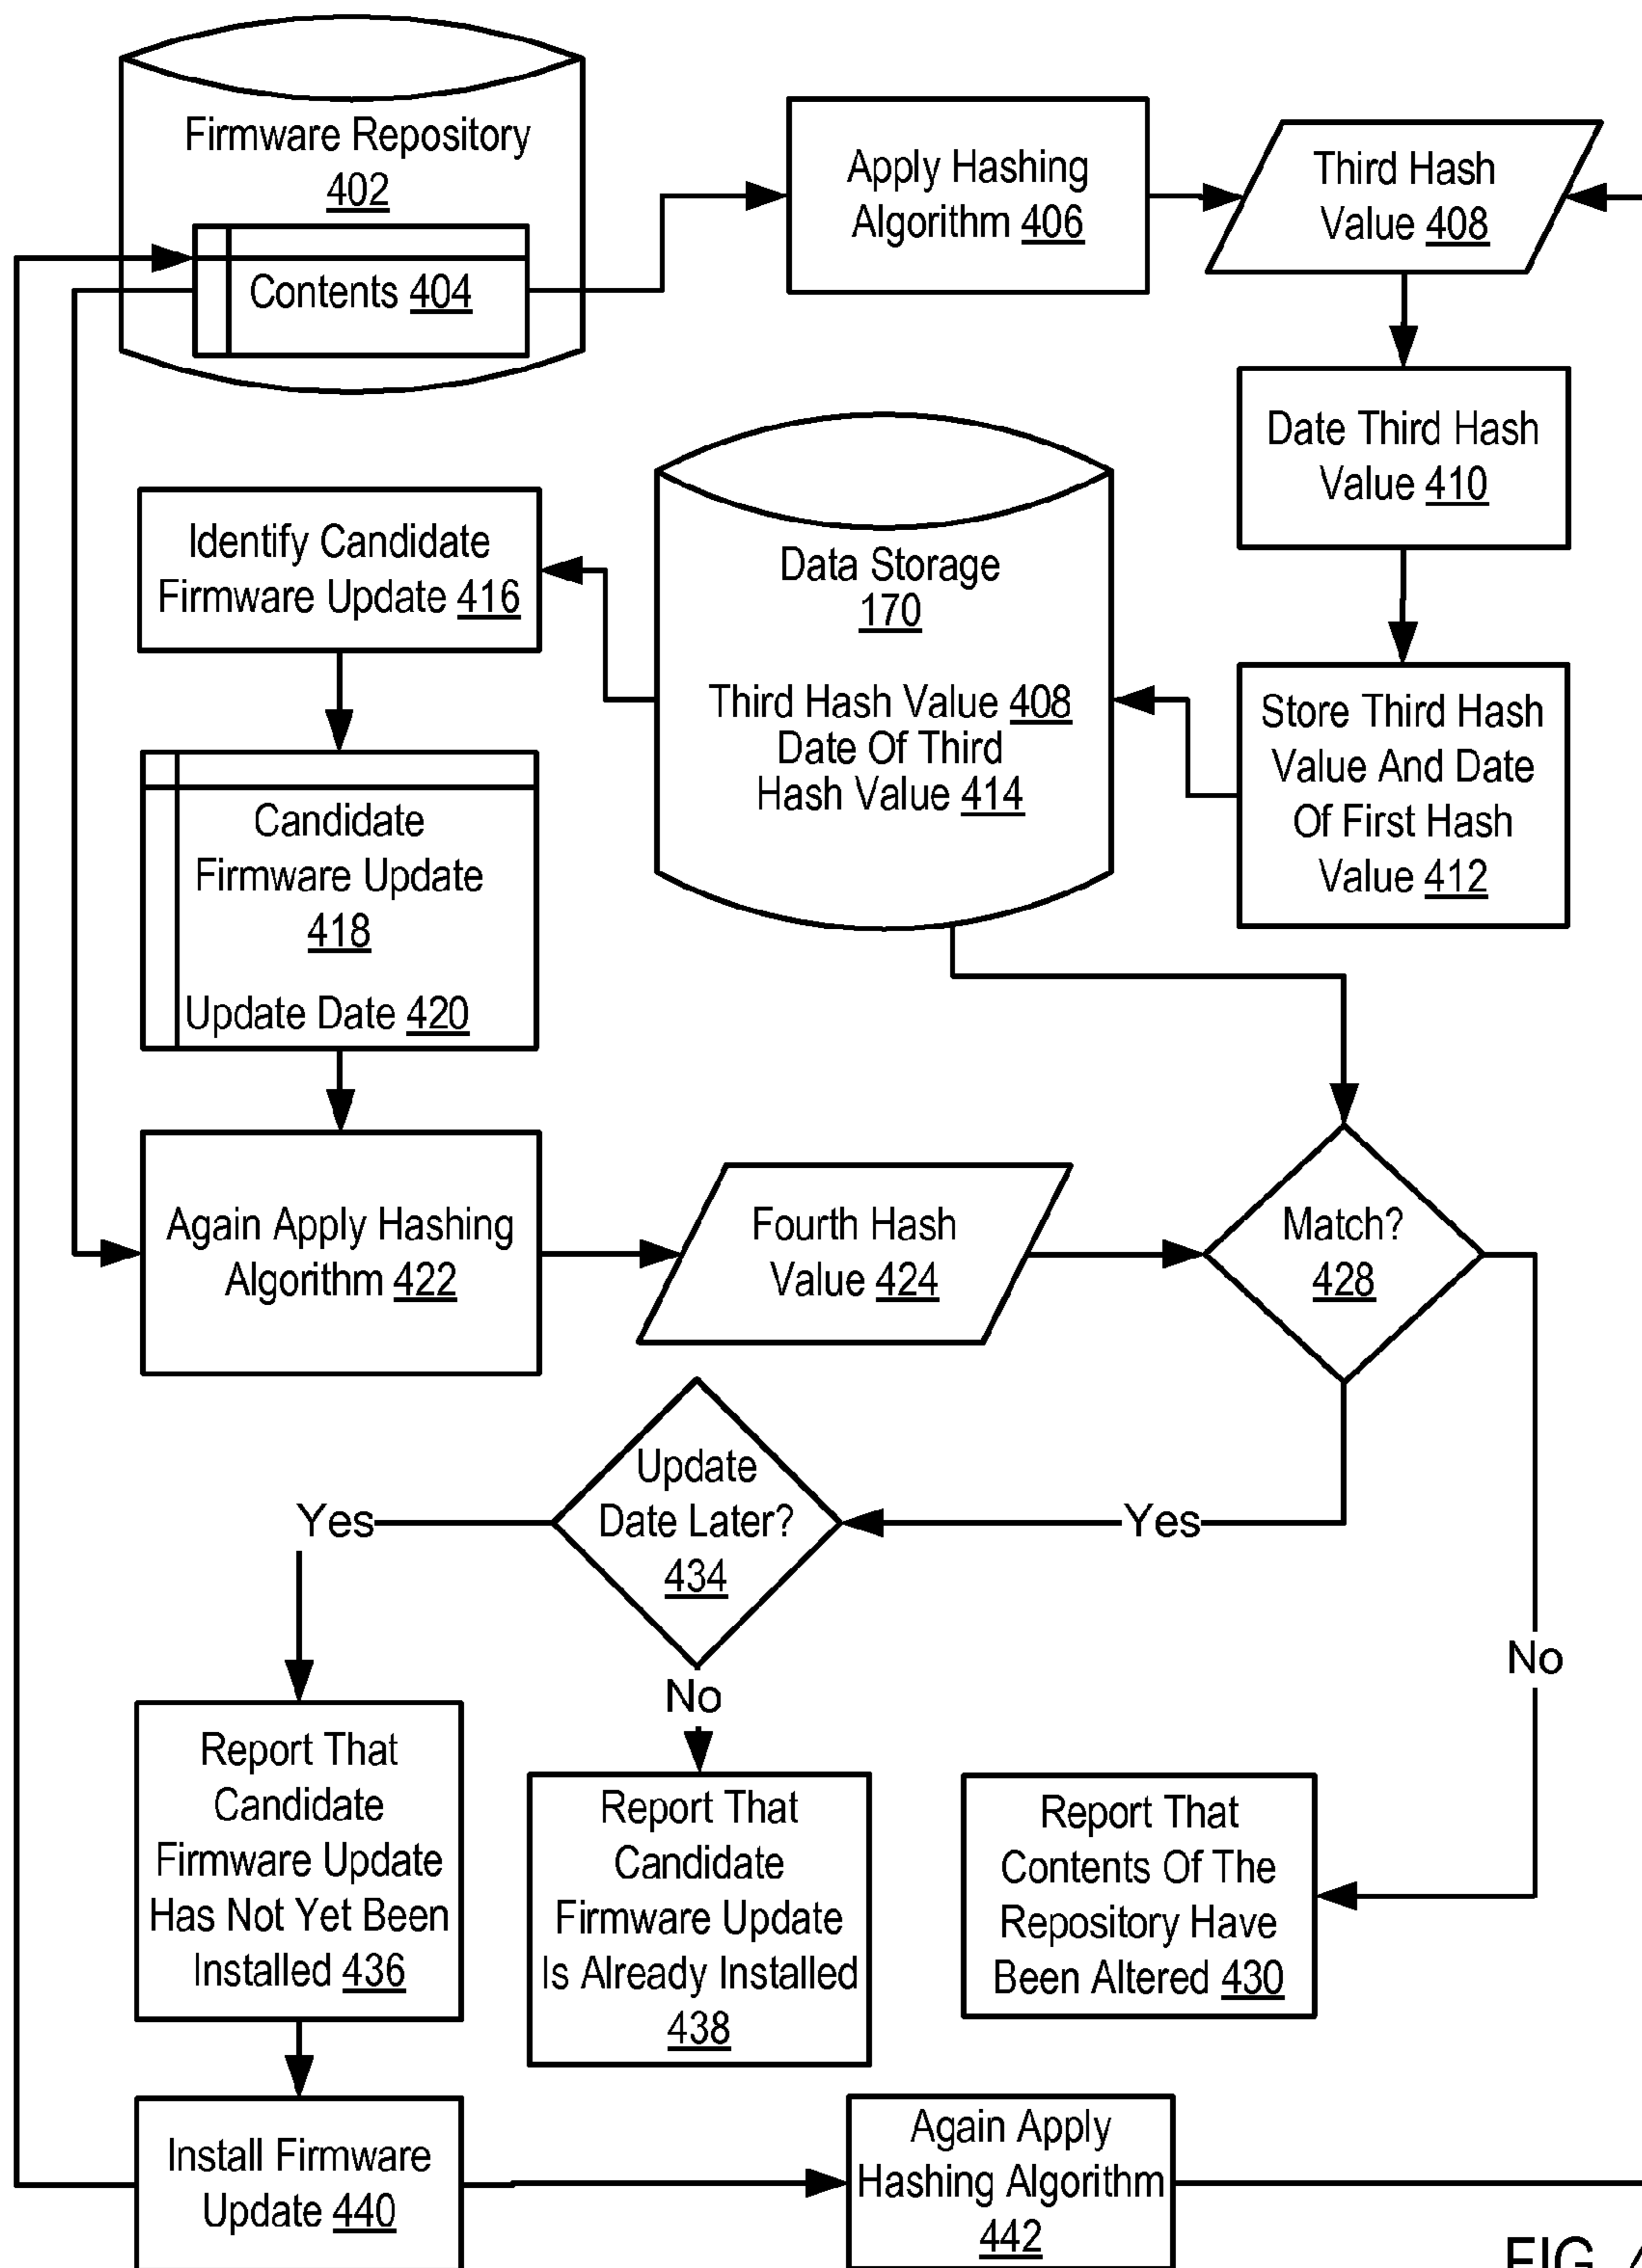 Firmware Repository
402
Contents 404
Apply Hashing
Algorithm 406
Third Hash
Value 408
Date Third Hash
Value 410
Store Third Hash
Value And Date
Of First Hash
Value 412
Data Storage
170
Third Hash Value 408
Date Of Third
Hash Value 414
Identify Candidate
Firmware Update 416
Candidate
Firmware Update
418
Update Date 420
Again Apply Hashing
Algorithm 422
Fourth Hash
Value 424
Match?
428
Update
Date Later?
434
Yes
Yes
No
No
Report That
Candidate
Firmware Update
Has Not Yet Been
Installed 436
Report That
Candidate
Firmware Update
Is Already Installed
438
Report That
Contents Of The
Repository Have
Been Altered 430
Install Firmware
Update 440
Again Apply
Hashing Algorithm
442
FIG. 4